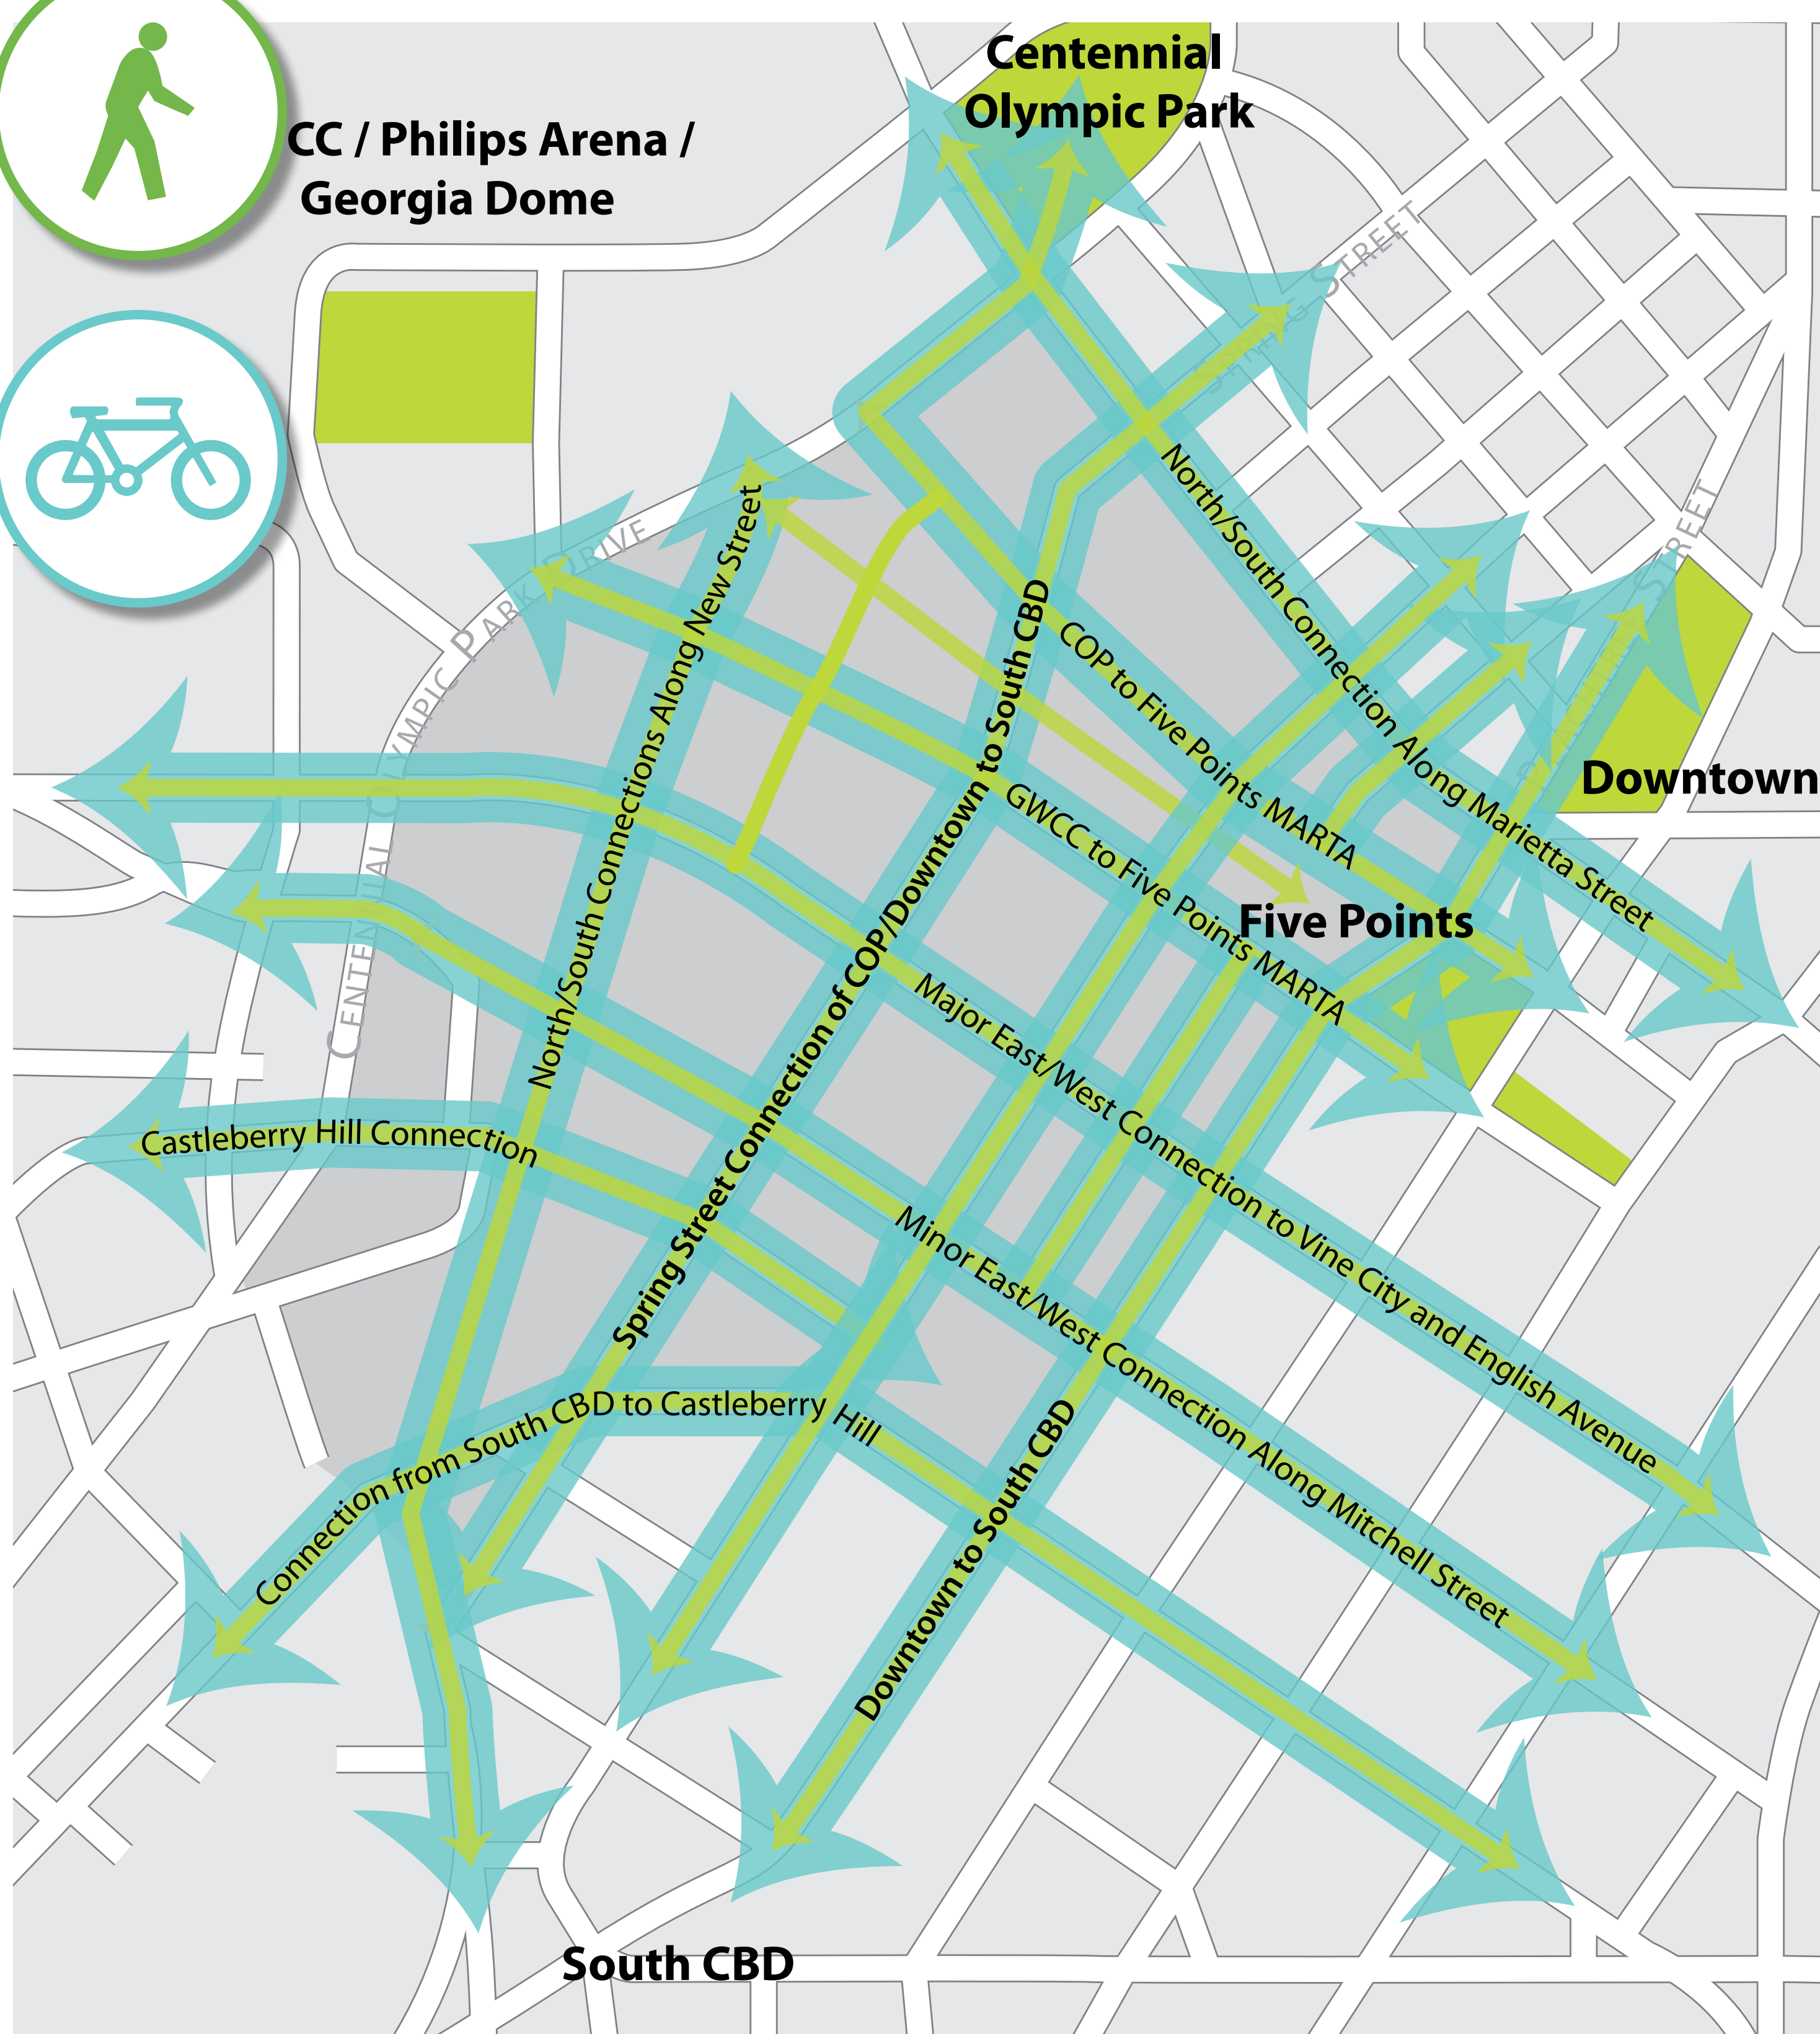 Centennial
Olympic Park
CC / Philips Arena /
Georgia Dome
SPRING STREET
North/South Connection Along Marietta Street
North/South Connections Along New Street
CENTENNIAL OLYMPIC PARK DRIVE
PEACHTREE STREET
COP to Five Points MARTA
Spring Street Connection of COP/Downtown to South CBD
GWCC to Five Points MARTA
Downtown
Five Points
Major East/West Connection to Vine City and English Avenue
Castleberry Hill Connection
Minor East/West Connection Along Mitchell Street
Connection from South CBD to Castleberry Hill
Downtown to South CBD
South CBD